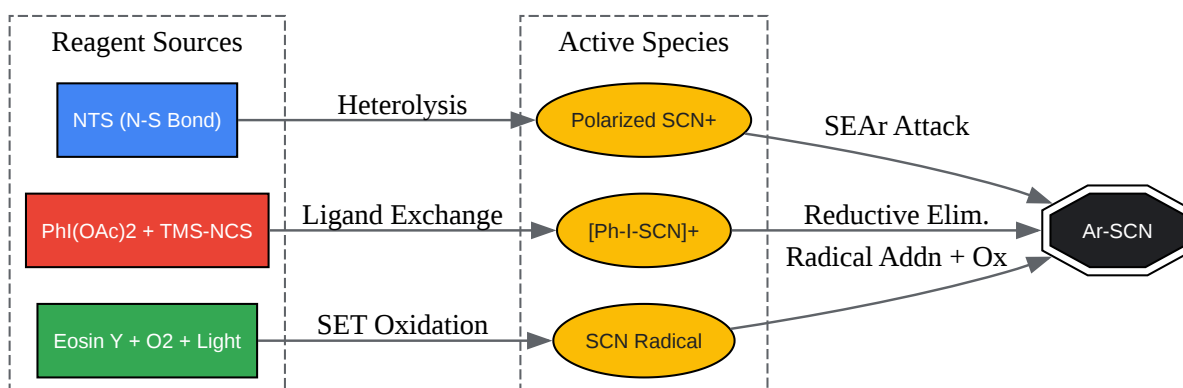 Reagent Sources
Active Species
NTS (N-S Bond)
Heterolysis
Polarized SCN+
SEAr Attack
PhI(OAc)2 + TMS-NCS
Ligand Exchange
[Ph-I-SCN]+
Reductive Elim.
Ar-SCN
Radical Addn + Ox
Eosin Y + O2 + Light
SET Oxidation
SCN Radical